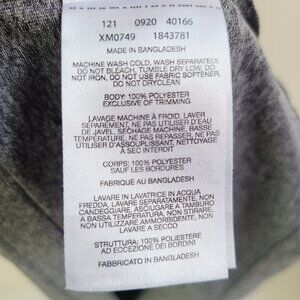 121 0920 40166
XM0749 1843781
MADE IN BANGLADESH
MACHINE WASH COLD, WASH SEPARATELY,
DO NOT BLEACH, TUMBLE DRY LOW, DO
NOT IRON, DO NOT USE FABRIC SOFTENER,
DO NOT DRYCLEAN
BODY: 100% POLYESTER
EXCLUSIVE OF TRIMMING
LAVAGE MACHINE À FROID, LAVER
SÉPARÉMENT, NE PAS UTILISER D'EAU
DE JAVEL, SÉCHAGE MACHINE, BASSE
TEMPÉRATURE, NE PAS REPASSER, NE PAS
UTILISER D'ASSOUPLISSANT, NETTOYAGE
À SEC INTERDIT
CORPS: 100% POLYESTER
SAUF LES BORDURES
FABRIQUÉ AU BANGLADESH
LAVARE IN LAVATRICE IN ACQUA
FREDDA, LAVARE SEPARATAMENTE, NON
CANDEGGIARE, ASCIUGARE A TAMBURO
A BASSA TEMPERATURA, NON STIRARE,
NON UTILIZZARE AMMORBIDENTE, NON
LAVARE A SECCO
STRUTTURA: 100% POLIESTERE
AD ECCEZIONE DEI BORDINI
FABBRICATO IN BANGLADESH